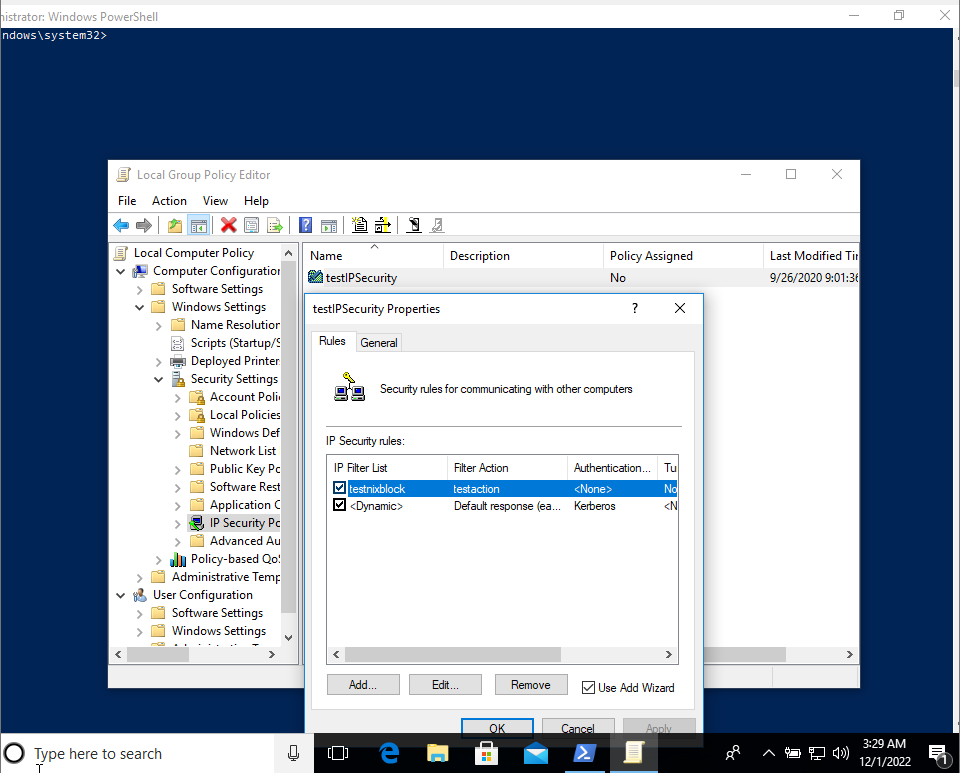 nistrator: Windows PowerShell
ndows\system32>
Local Group Policy Editor
File Action View Help
Local Computer Policy
Computer Configuration
Software Settings
Windows Settings
Name Resolution
Scripts (Startup/S
Deployed Printer
Security Settings
Account Poli
Local Policies
Windows Def
Network List
Public Key Po
Software Rest
Application C
IP Security Po
Advanced Au
Policy-based QoS
Administrative Temp
User Configuration
Software Settings
Windows Settings
Name Description Policy Assigned Last Modified Tir
testIPSecurity No 9/26/2020 9:01:36
testIPSecurity Properties ?
Rules General
Security rules for communicating with other computers
IP Security rules:
IP Filter List Filter Action Authentication... Tu
testnixblock testaction <None> No
<Dynamic> Default response (ea... Kerberos <N
Add... Edit... Remove Use Add Wizard
OK Cancel Apply
Type here to search
3:29 AM
12/1/2022
1